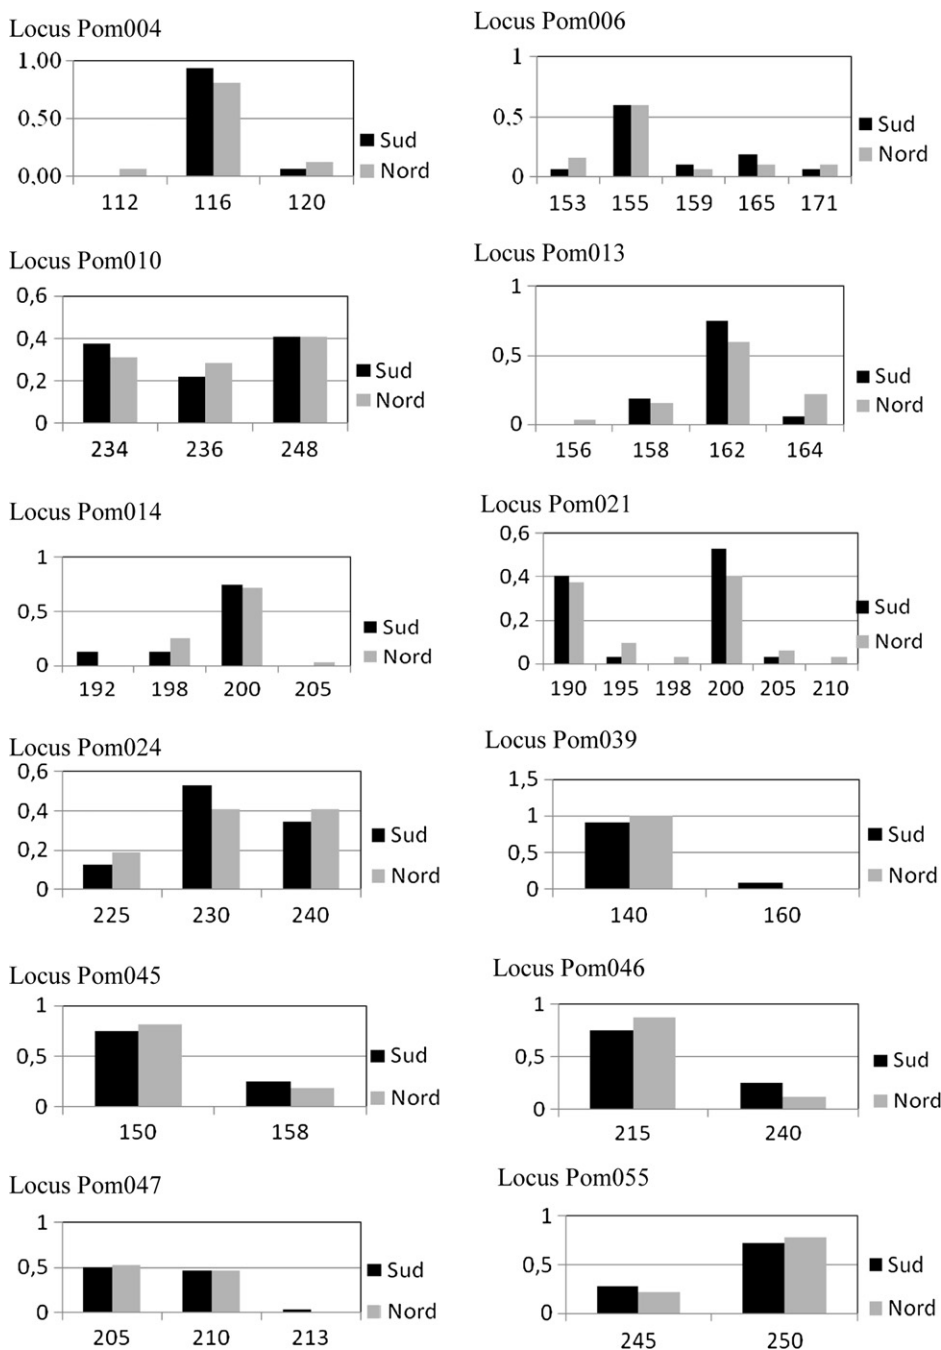 Locus Pom004
1,00
0,50
0,00
112 116 120
Sud
Nord
Locus Pom006
1
0.5
0
153 155 159 165 171
Sud
Nord
Locus Pom010
0,6
0,4
0,2
0
234 236 248
Sud
Nord
Locus Pom013
1
0,5
0
156 158 162 164
Sud
Nord
Locus Pom014
1
0,5
0
192 198 200 205
Sud
Nord
Locus Pom021
0,6
0,4
0,2
0
190 195 198 200 205 210
Sud
Nord
Locus Pom024
0,6
0,4
0,2
0
225 230 240
Sud
Nord
Locus Pom039
1,5
1
0,5
0
140 160
Sud
Nord
Locus Pom045
1
0,5
0
150 158
Sud
Nord
Locus Pom046
1
0,5
0
215 240
Sud
Nord
Locus Pom047
1
0,5
0
205 210 213
Sud
Nord
Locus Pom055
1
0,5
0
245 250
Sud
Nord